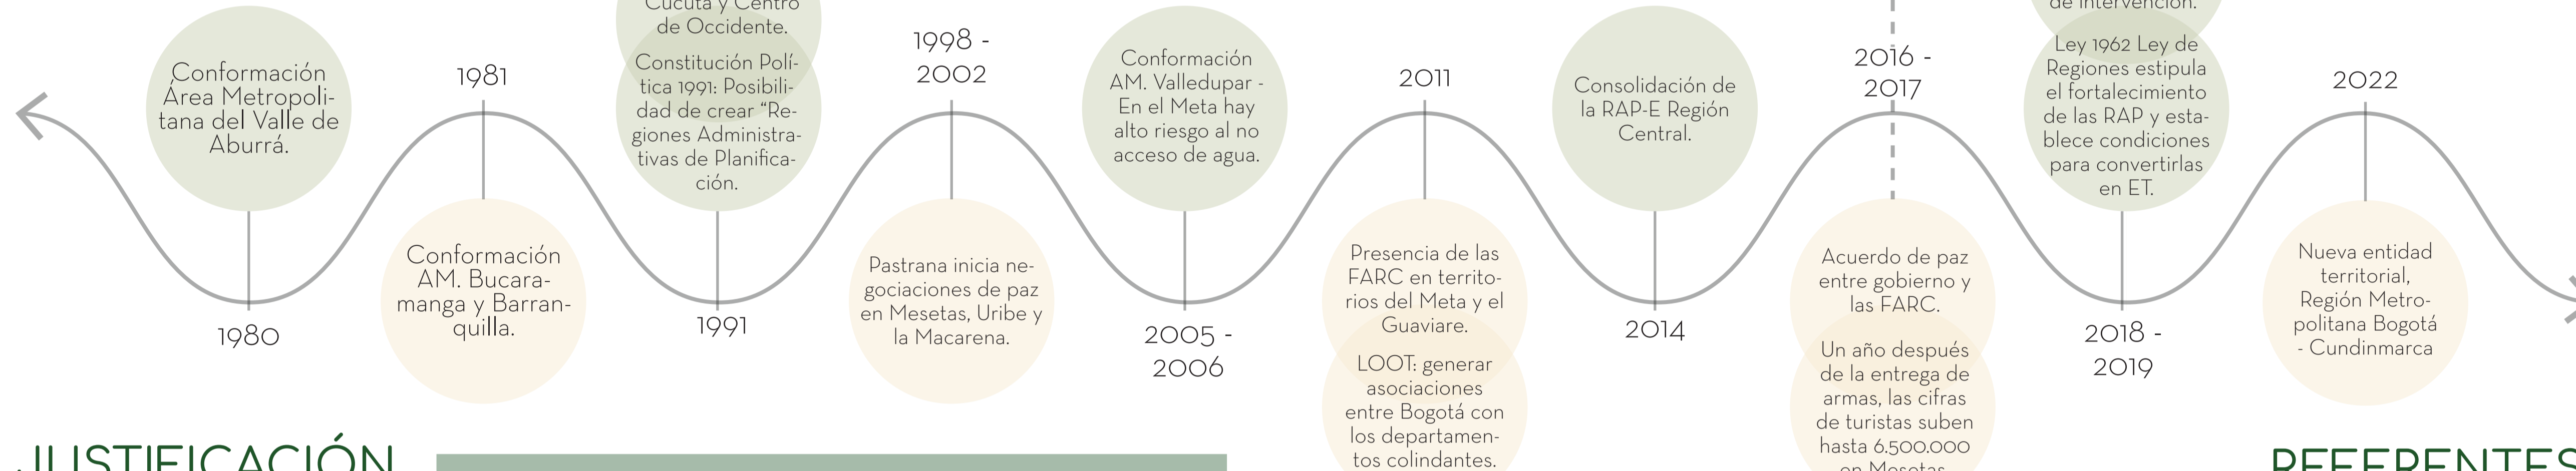 Conformación
Área Metropoli-
tana del Valle de
Aburrá.
1980
1981
Conformación
AM. Bucara-
manga y Barran-
quilla.
Cúcuta y Centro
de Occidente.
Constitución Polí-
tica 1991: Posibili-
dad de crear “Re-
giones Administra-
tivas de Planifica-
ción.
1991
1998 -
2002
Pastrana inicia ne-
gociaciones de paz
en Mesetas, Uribe y
la Macarena.
Conformación
AM. Valledupar -
En el Meta hay
alto riesgo al no
acceso de agua.
2005 -
2006
2011
Presencia de las
FARC en territo-
rios del Meta y el
Guaviare.
LOOT: generar
asociaciones
entre Bogotá con
los departamen-
tos colindantes.
Consolidación de
la RAP-E Región
Central.
2014
2016 -
2017
Acuerdo de paz
entre gobierno y
las FARC.
Un año después
de la entrega de
armas, las cifras
de turistas suben
hasta 6.500.000
en Mesetas
de intervención.
Ley 1962 Ley de
Regiones estipula
el fortalecimiento
de las RAP y esta-
blece condiciones
para convertirlas
en ET.
2018 -
2019
2022
Nueva entidad
territorial,
Región Metro-
politana Bogotá
- Cundinmarca
JUSTIFICACIÓN
REFERENTES